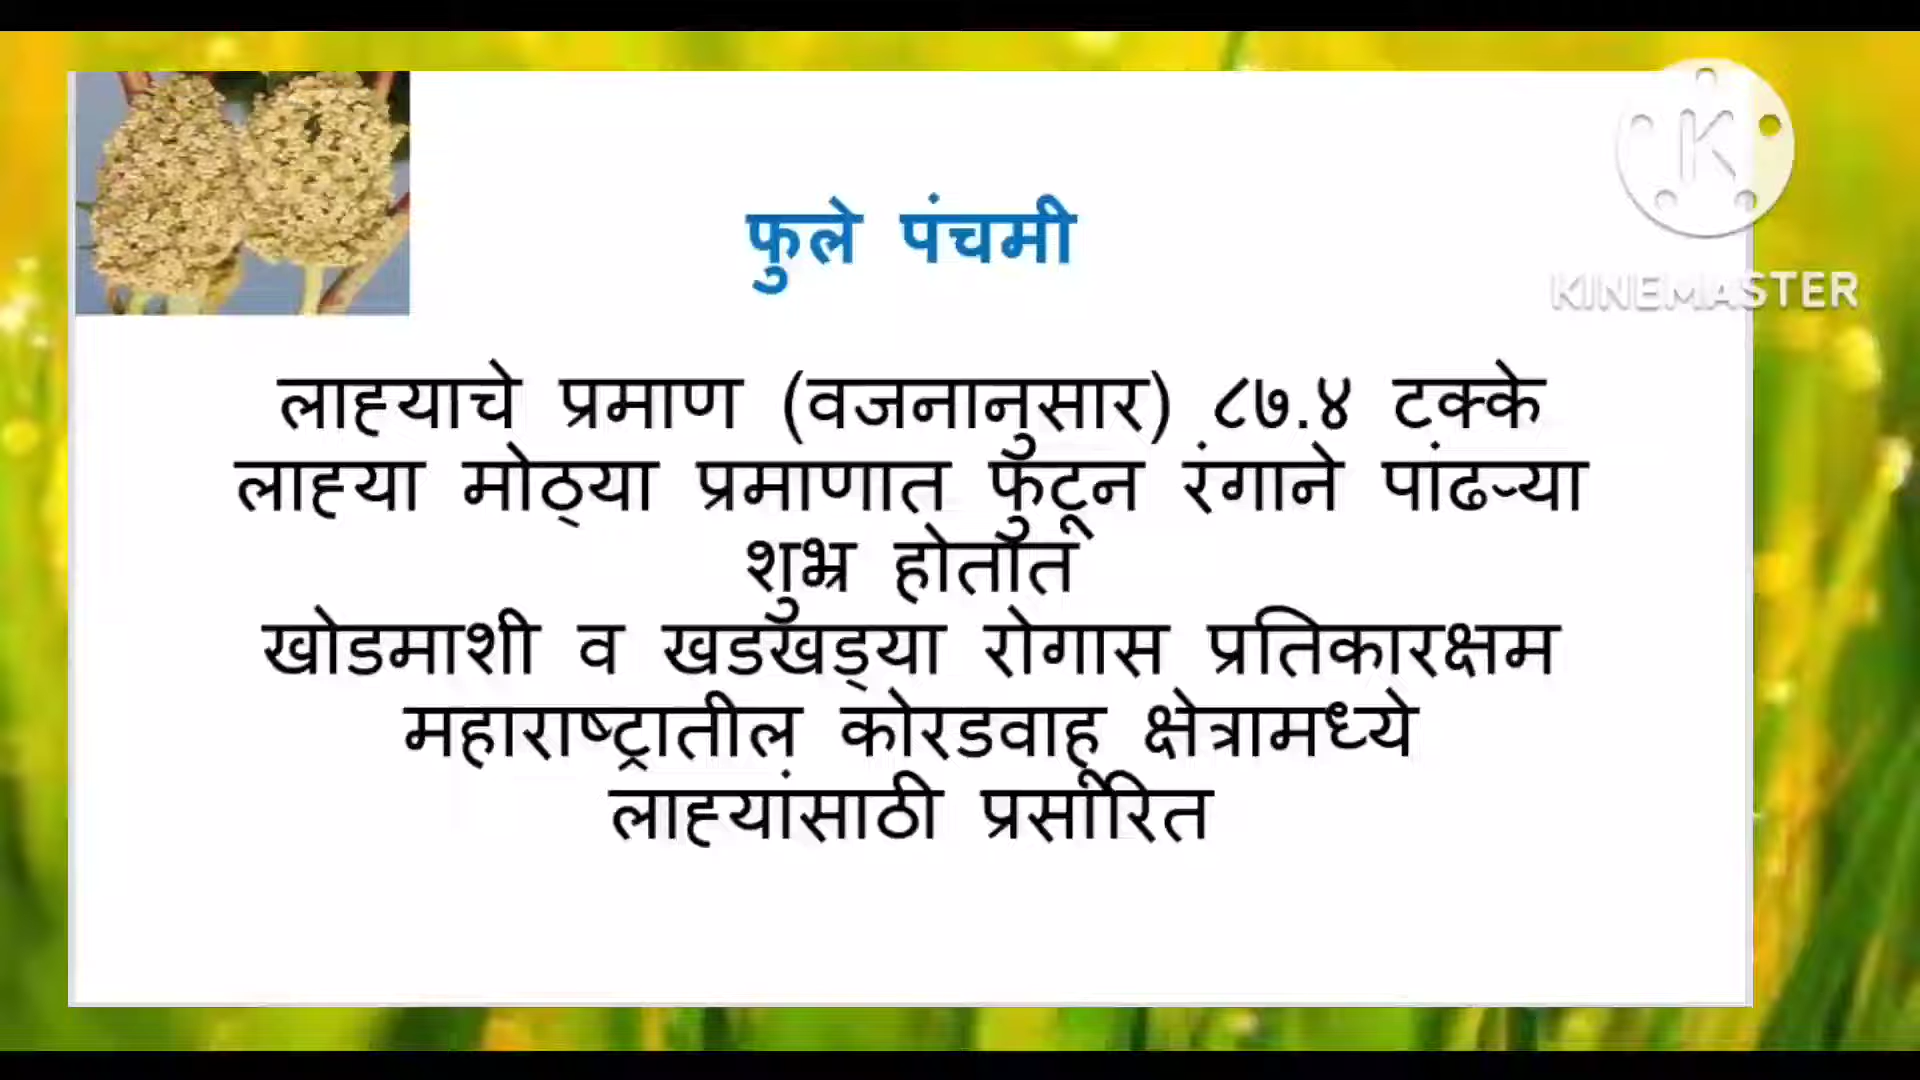 फुले पंचमी
K
KINEMASTER
लाह्याचे प्रमाण (वजनानुसार) ८७.४ टक्के
लाह्या मोठ्या प्रमाणात फुटून रंगाने पांढऱ्या
शुभ्र होतात
खोडमाशी व खडखड्या रोगास प्रतिकारक्षम
महाराष्ट्रातील कोरडवाहू क्षेत्रामध्ये
लाह्यांसाठी प्रसारित